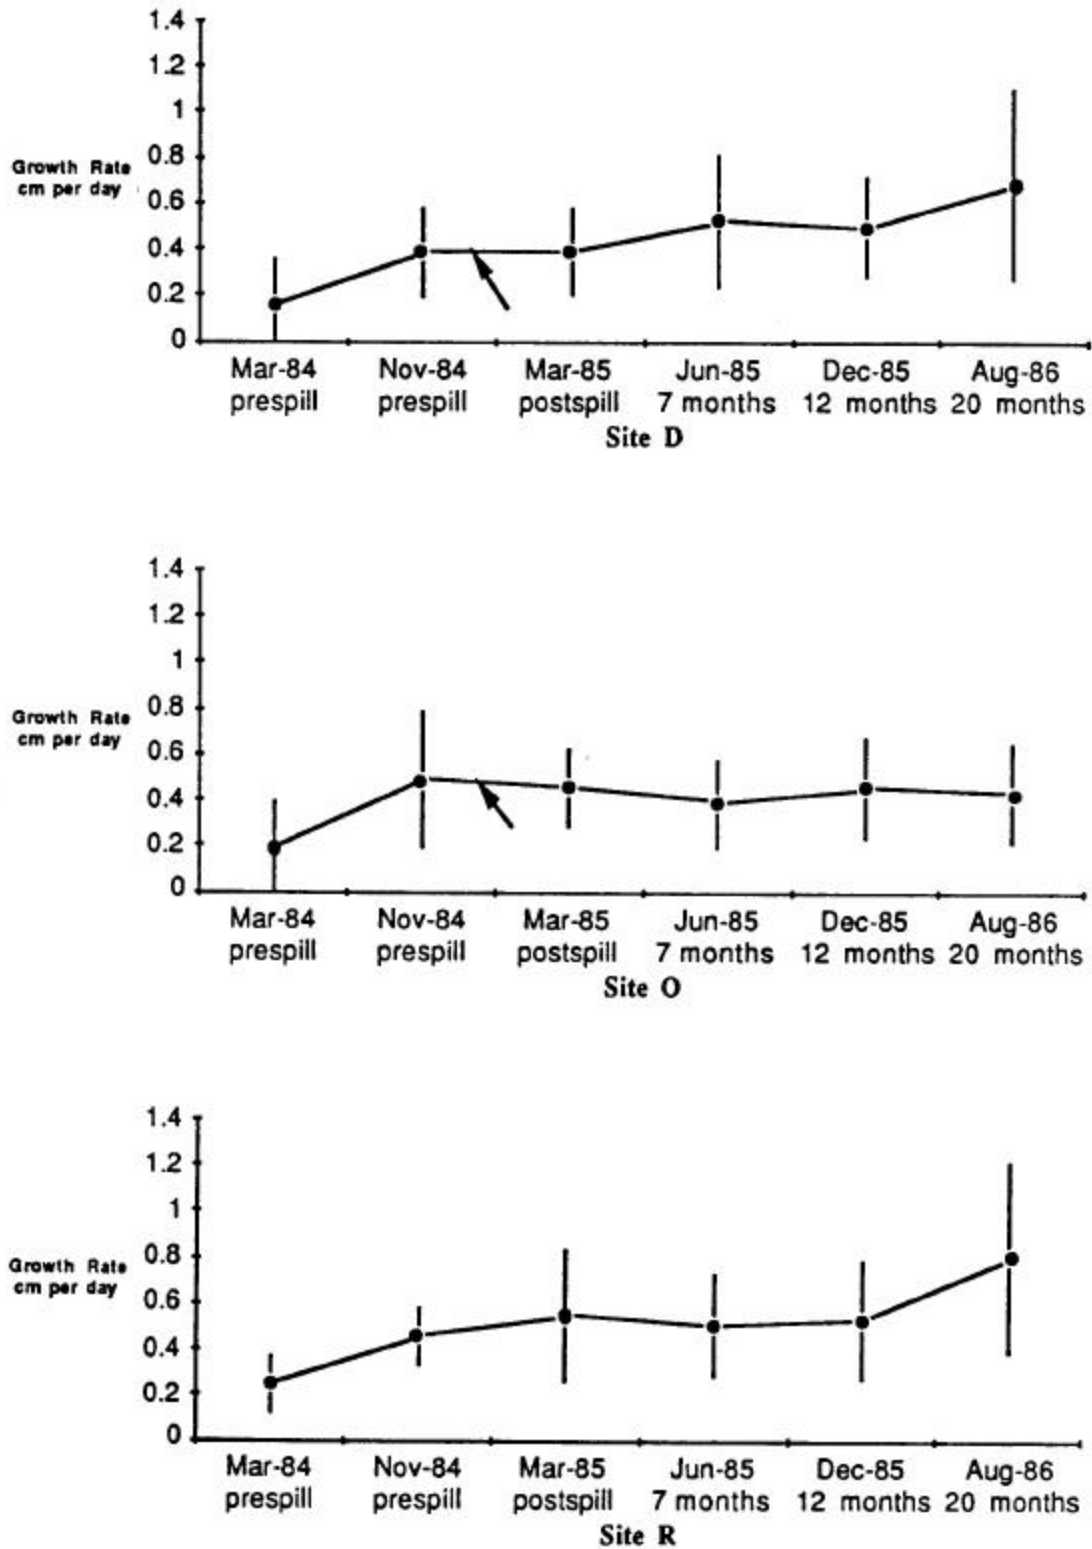 1.4
1.2
1
0.8
0.6
0.4
0.2
0
Growth Rate
cm per day
Mar-84 Nov-84 Mar-85 Jun-85 Dec-85 Aug-86
prespill prespill postspill 7 months 12 months 20 months
Site D
1.4
1.2
1
0.8
0.6
0.4
0.2
0
Growth Rate
cm per day
Mar-84 Nov-84 Mar-85 Jun-85 Dec-85 Aug-86
prespill prespill postspill 7 months 12 months 20 months
Site O
1.4
1.2
1
0.8
0.6
0.4
0.2
0
Growth Rate
cm per day
Mar-84 Nov-84 Mar-85 Jun-85 Dec-85 Aug-86
prespill prespill postspill 7 months 12 months 20 months
Site R